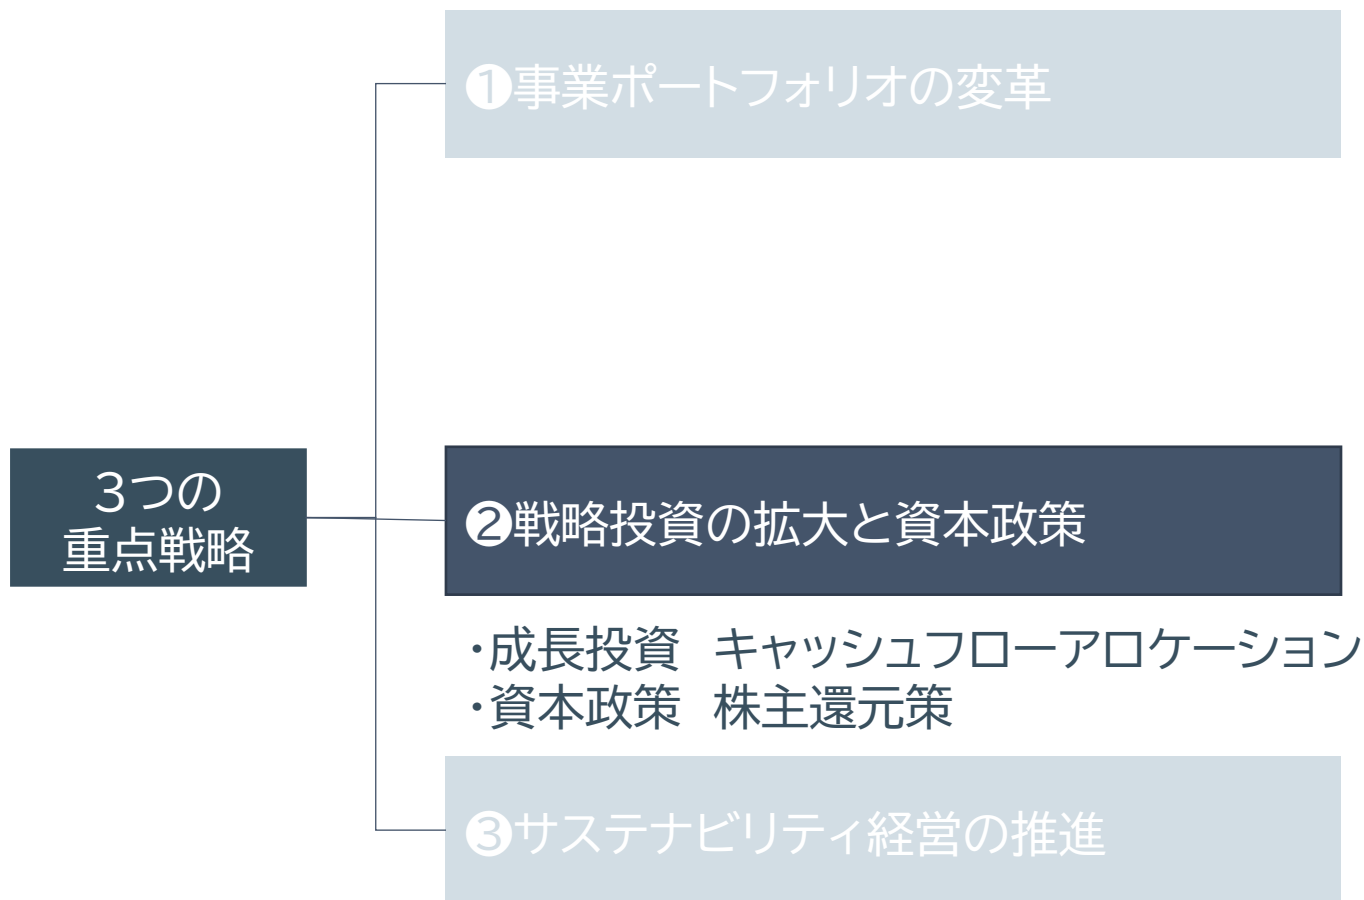 ❶事業ポートフォリオの変革
3つの
重点戦略
❷戦略投資の拡大と資本政策
・成長投資　キャッシュフローアロケーション
・資本政策　株主還元策
❸サステナビリティ経営の推進